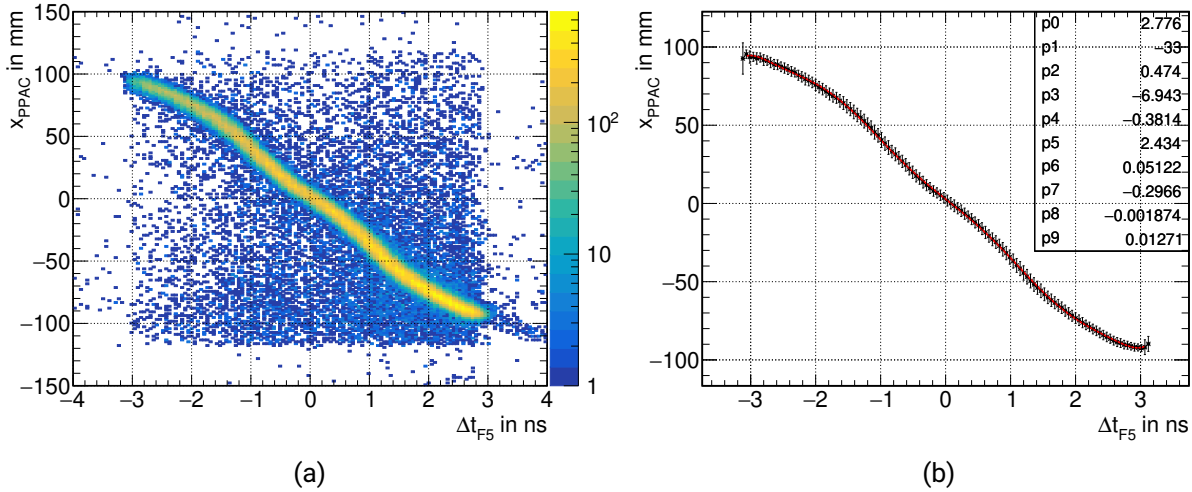 x_PPAC in mm
150
100
50
0
−50
−100
−150
−4 −3 −2 −1 0 1 2 3 4
Δt_F5 in ns
10²
10
1
(a)
x_PPAC in mm
100
50
0
−50
−100
−3 −2 −1 0 1 2 3
Δt_F5 in ns
p0 2.776
p1 −33
p2 0.474
p3 −6.943
p4 −0.3814
p5 2.434
p6 0.05122
p7 −0.2966
p8 −0.001874
p9 0.01271
(b)